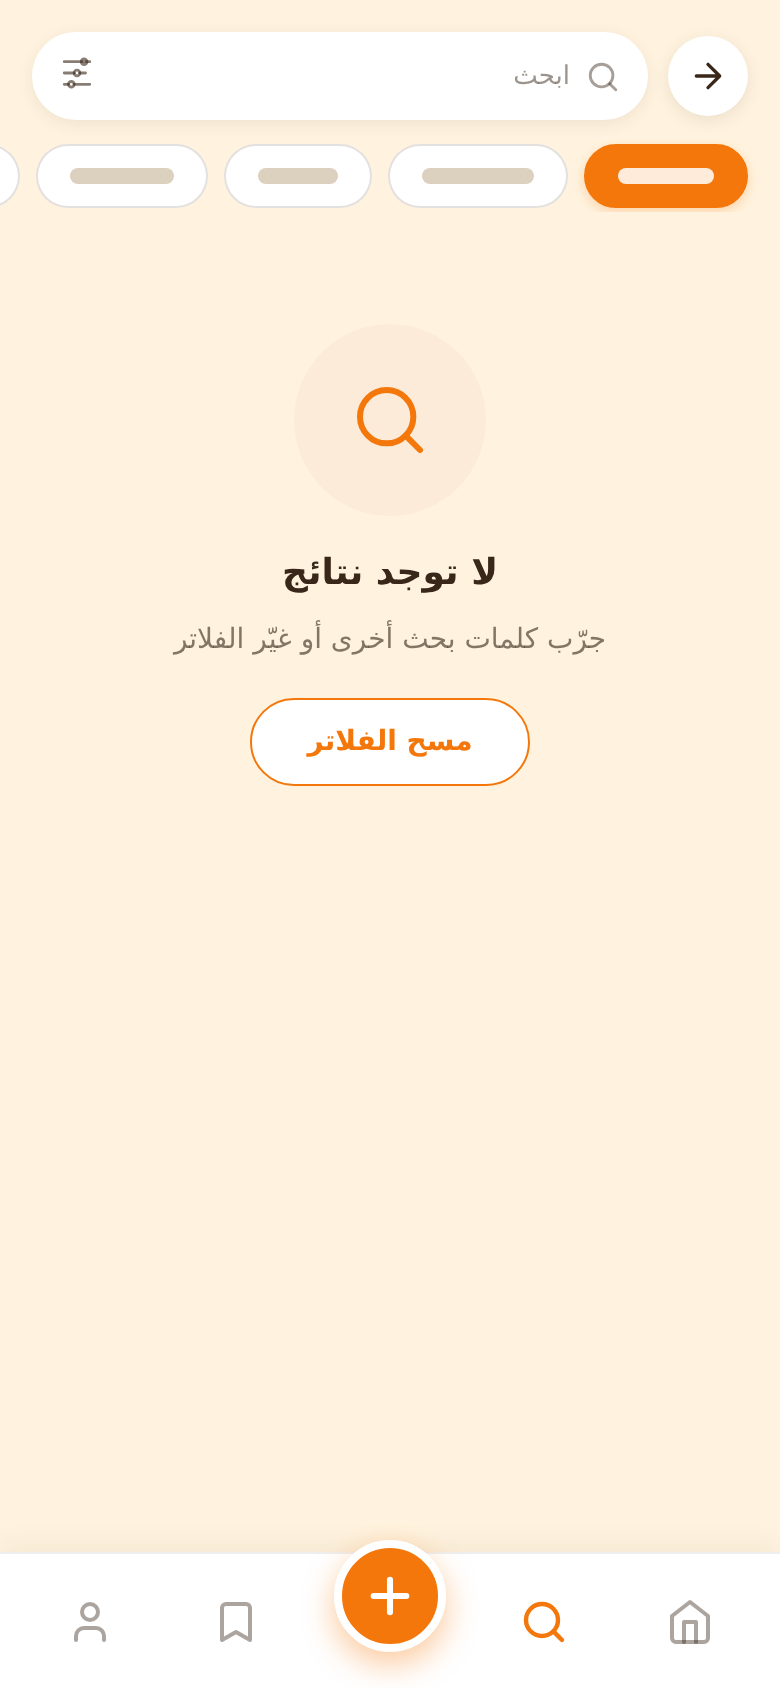 ابحث
لا توجد نتائج
جرّب كلمات بحث أخرى أو غيّر الفلاتر
مسح الفلاتر